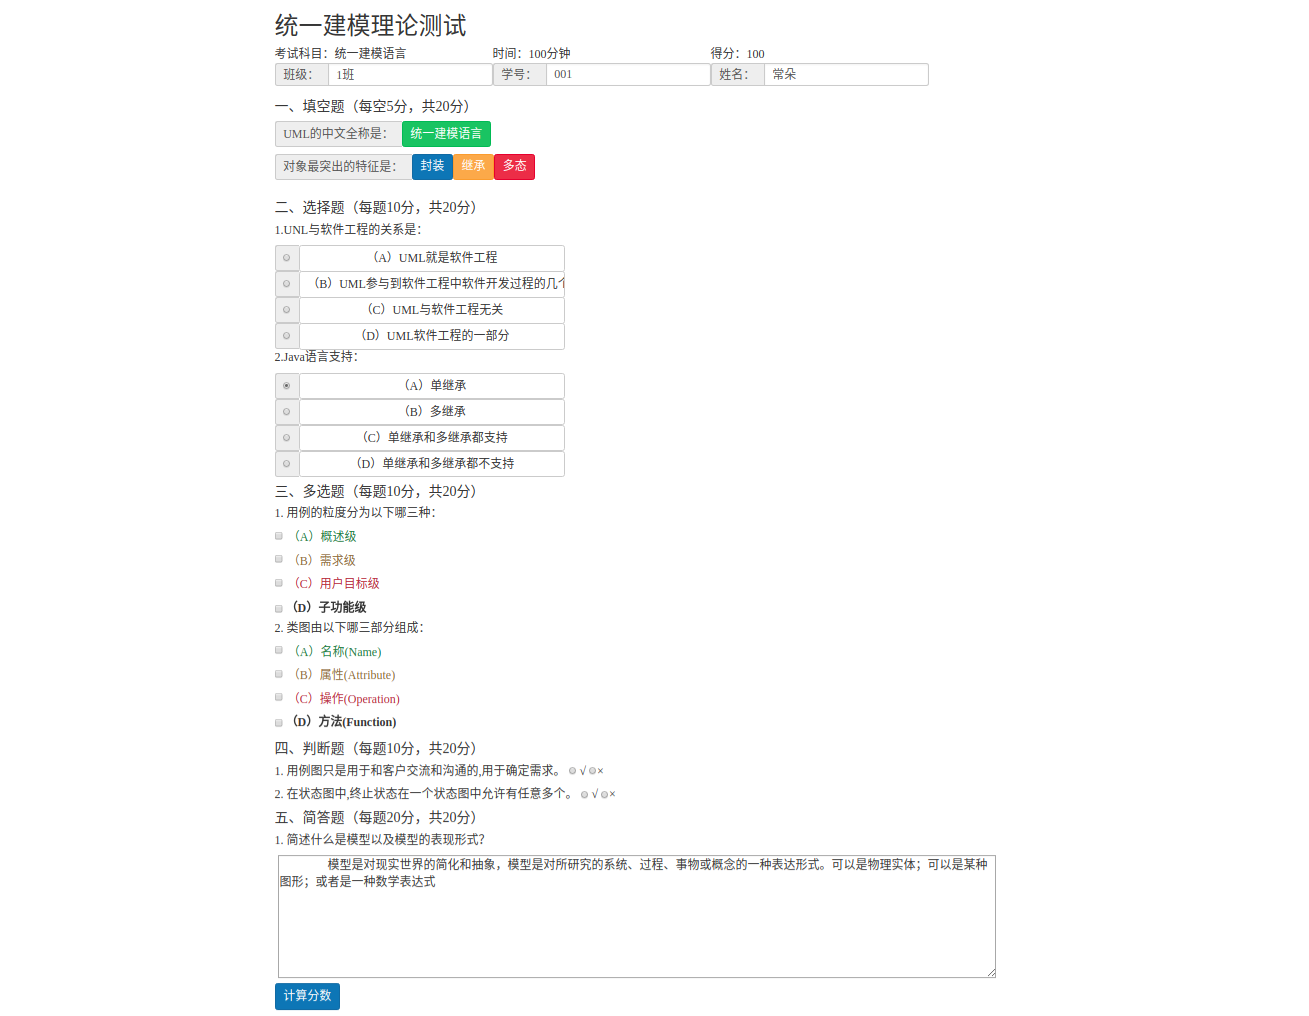 统一建模理论测试
考试科目：统一建模语言 时间：100分钟 得分：100
班级： 1班 学号： 001 姓名： 常朵
一、填空题（每空5分，共20分）
UML的中文全称是： 统一建模语言
对象最突出的特征是： 封装 继承 多态
二、选择题（每题10分，共20分）
1.UNL与软件工程的关系是：
（A）UML就是软件工程
（B）UML参与到软件工程中软件开发过程的几个
（C）UML与软件工程无关
（D）UML软件工程的一部分
2.Java语言支持：
（A）单继承
（B）多继承
（C）单继承和多继承都支持
（D）单继承和多继承都不支持
三、多选题（每题10分，共20分）
1. 用例的粒度分为以下哪三种：
（A）概述级
（B）需求级
（C）用户目标级
（D）子功能级
2. 类图由以下哪三部分组成：
（A）名称(Name)
（B）属性(Attribute)
（C）操作(Operation)
（D）方法(Function)
四、判断题（每题10分，共20分）
1. 用例图只是用于和客户交流和沟通的,用于确定需求。 √ ×
2. 在状态图中,终止状态在一个状态图中允许有任意多个。 √ ×
五、简答题（每题20分，共20分）
1. 简述什么是模型以及模型的表现形式？
模型是对现实世界的简化和抽象，模型是对所研究的系统、过程、事物或概念的一种表达形式。可以是物理实体；可以是某种
图形；或者是一种数学表达式
计算分数